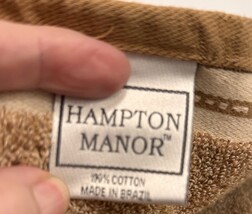 HAMPTON
MANOR™
100% COTTON
MADE IN BRAZIL